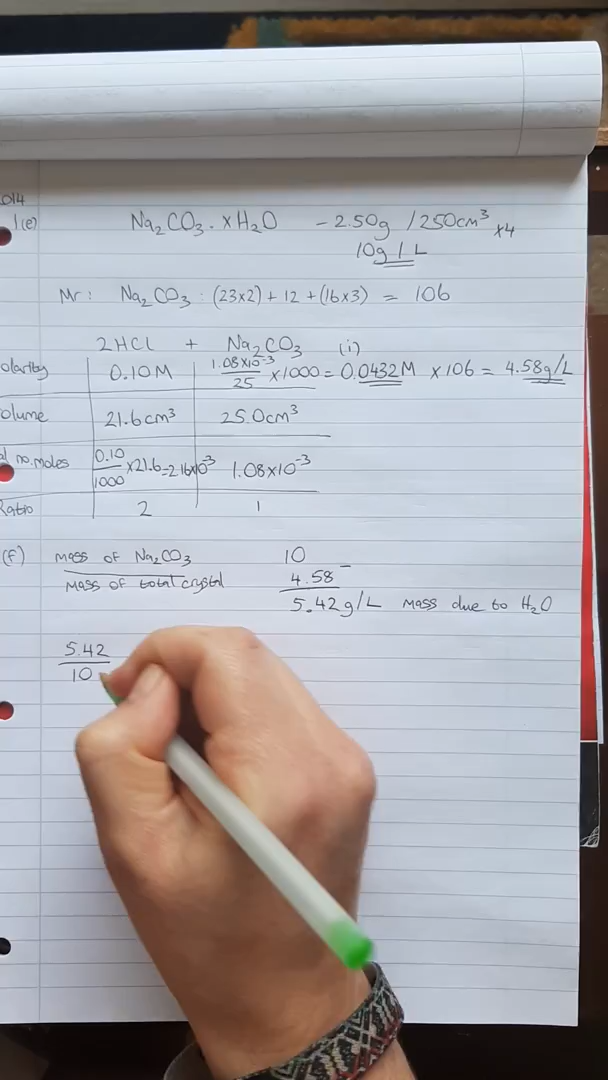 014
1(e) Na₂CO₃.xH₂O - 2.50g /250cm³ x4
10g/L
Mr: Na₂CO₃: (23x2) + 12 + (16x3) = 106
2HCl + Na₂CO₃ (i)
olarity 0.10M 1.08x10⁻³/25 x1000 = 0.0432M x106 = 4.58g/L
olume 21.6cm³ 25.0cm³
no. moles 0.10/1000 x21.6=2.16x10⁻³ 1.08x10⁻³
Ratio 2 1
(f) Mass of Na₂CO₃ 10 -
Mass of total crystal 4.58
5.42g/L Mass due to H₂O
5.42
10